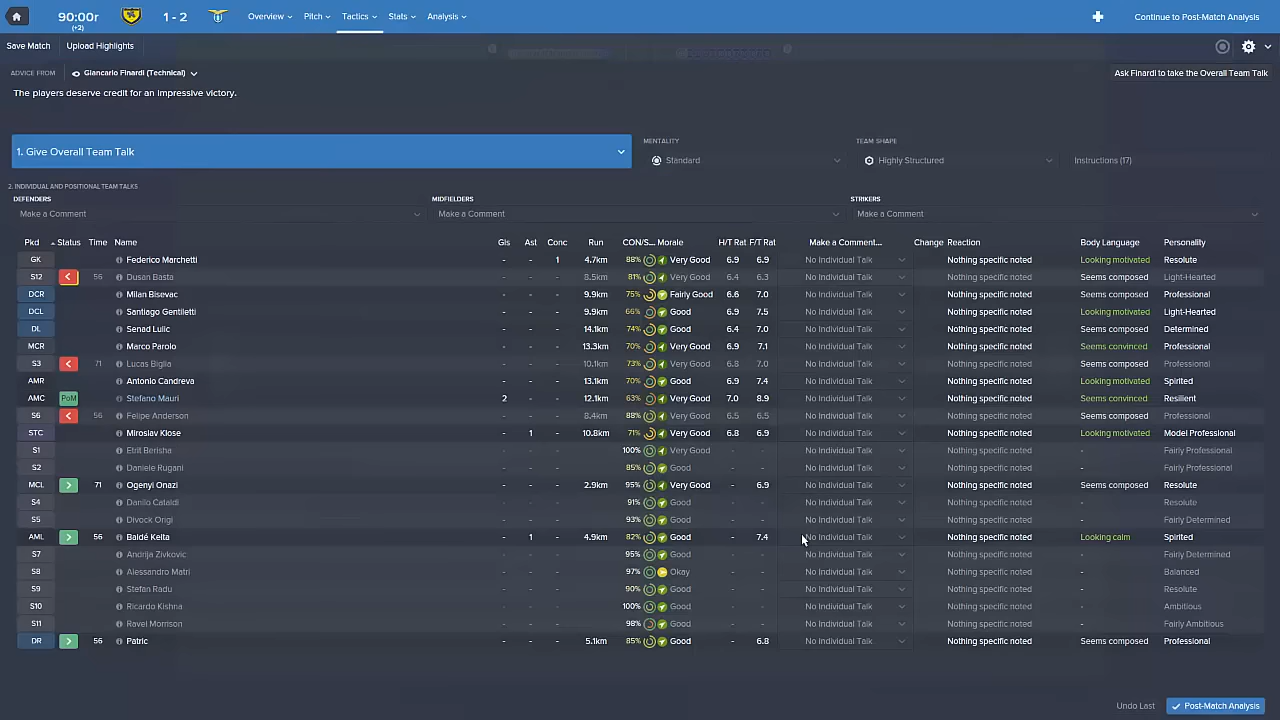 90:00r 1 - 2 Overview Pitch Tactics Stats Analysis Continue to Post-Match Analysis
(+2)
Save Match Upload Highlights
ADVICE FROM Giancario Finardi (Technical) Ask Finardi to take the Overall Team Talk
The players deserve credit for an impressive victory.
1. Give Overall Team Talk
MENTALITY TEAM SHAPE
Standard Highly Structured Instructions (17)
2. INDIVIDUAL AND POSITIONAL TEAM TALKS
DEFENDERS MIDFIELDERS STRIKERS
Make a Comment Make a Comment Make a Comment
Pkd Status Time Name Gls Ast Conc Run CON/S... Morale H/T Rat F/T Rat Make a Comment... Change Reaction Body Language Personality
GK Federico Marchetti - - 1 4.7km 88% Very Good 6.9 6.9 No Individual Talk Nothing specific noted Looking motivated Resolute
S12 < 56 Dusan Basta - - - 8.5km 81% Very Good 6.4 6.3 No Individual Talk Nothing specific noted Seems composed Light-Hearted
DCR Milan Bisevac - - - 9.9km 75% Fairly Good 6.6 7.0 No Individual Talk Nothing specific noted Seems composed Professional
DCL Santiago Gentiletti - - - 9.9km 66% Good 6.9 7.5 No Individual Talk Nothing specific noted Looking motivated Light-Hearted
DL Senad Lulic - - - 14.1km 74% Good 6.4 7.0 No Individual Talk Nothing specific noted Seems composed Determined
MCR Marco Parolo - - - 13.3km 70% Very Good 6.9 7.1 No Individual Talk Nothing specific noted Seems convinced Professional
S3 < 71 Lucas Biglia - - - 10.1km 73% Very Good 6.8 7.0 No Individual Talk Nothing specific noted Seems composed Professional
AMR Antonio Candreva - - - 13.1km 70% Good 6.9 7.4 No Individual Talk Nothing specific noted Looking motivated Spirited
AMC PoM Stefano Mauri 2 - - 12.1km 63% Very Good 7.0 8.9 No Individual Talk Nothing specific noted Seems convinced Resilient
S6 < 56 Felipe Anderson - - - 8.4km 88% Very Good 6.5 6.5 No Individual Talk Nothing specific noted Seems composed Professional
STC Miroslav Klose - 1 - 10.8km 71% Very Good 6.8 6.9 No Individual Talk Nothing specific noted Looking motivated Model Professional
S1 Etrit Berisha - - - 100% Very Good - - No Individual Talk Nothing specific noted - Fairly Professional
S2 Daniele Rugani - - - 85% Good - - No Individual Talk Nothing specific noted - Fairly Professional
MCL > 71 Ogenyi Onazi - - - 2.9km 95% Very Good - 6.9 No Individual Talk Nothing specific noted Seems composed Resolute
S4 Danilo Cataldi - - - 91% Good - - No Individual Talk Nothing specific noted - Resolute
S5 Divock Origi - - - 93% Good - - No Individual Talk Nothing specific noted - Fairly Determined
AML > 56 Baldé Keita - 1 - 4.9km 82% Good - 7.4 No Individual Talk Nothing specific noted Looking calm Spirited
S7 Andrija Zivkovic - - - 95% Good - - No Individual Talk Nothing specific noted - Fairly Determined
S8 Alessandro Matri - - - 97% Okay - - No Individual Talk Nothing specific noted - Balanced
S9 Stefan Radu - - - 90% Good - - No Individual Talk Nothing specific noted - Resolute
S10 Ricardo Kishna - - - 100% Good - - No Individual Talk Nothing specific noted - Ambitious
S11 Ravel Morrison - - - 98% Good - - No Individual Talk Nothing specific noted - Fairly Ambitious
DR > 56 Patric - - - 5.1km 85% Good - 6.8 No Individual Talk Nothing specific noted Seems composed Professional
Undo Last Post-Match Analysis